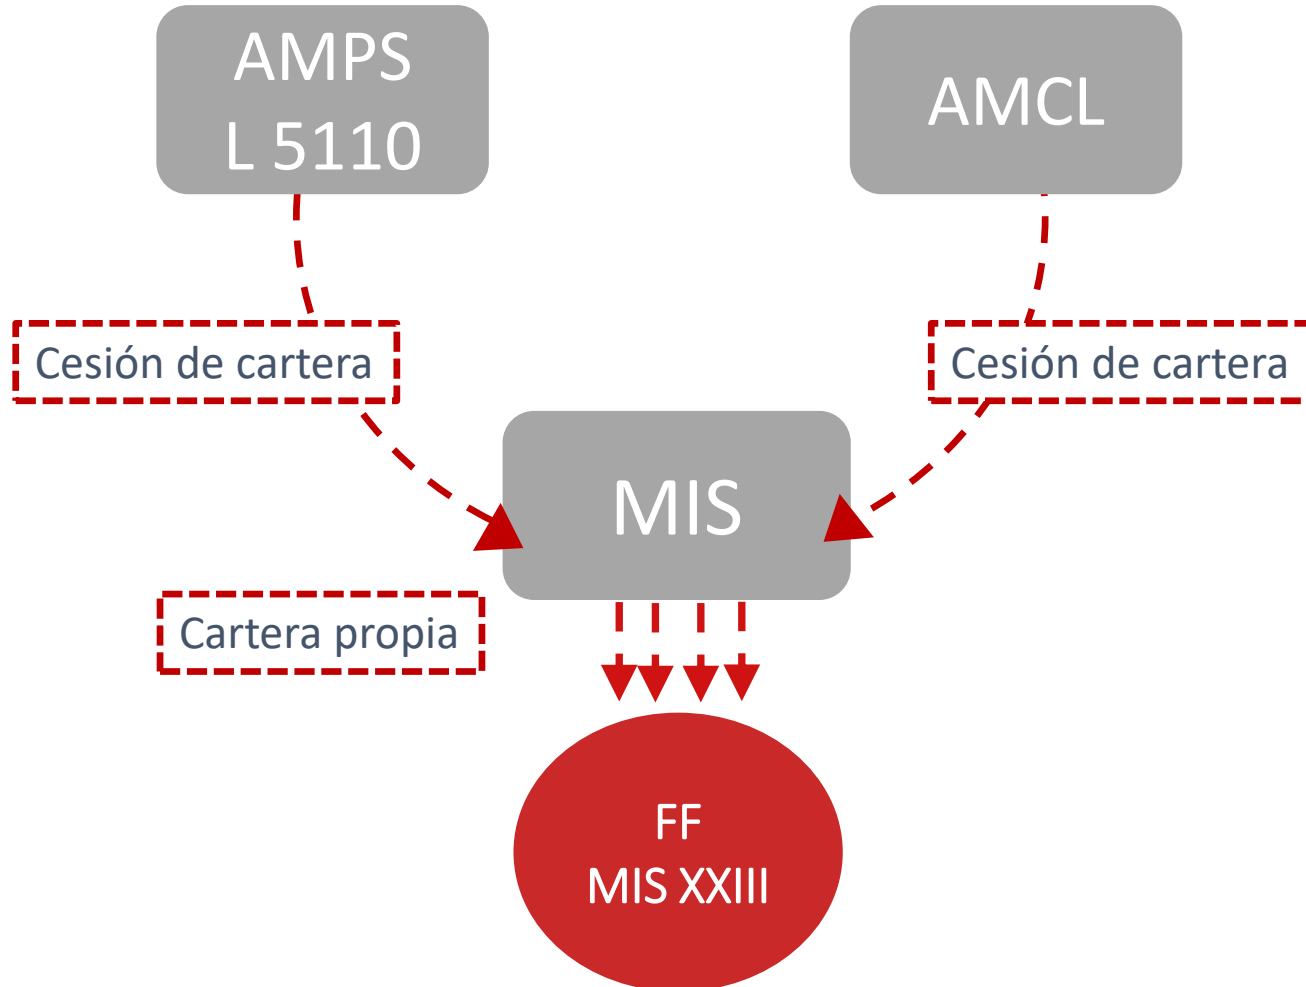 AMPS
L 5110
AMCL
Cesión de cartera
Cesión de cartera
MIS
Cartera propia
FF
MIS XXIII